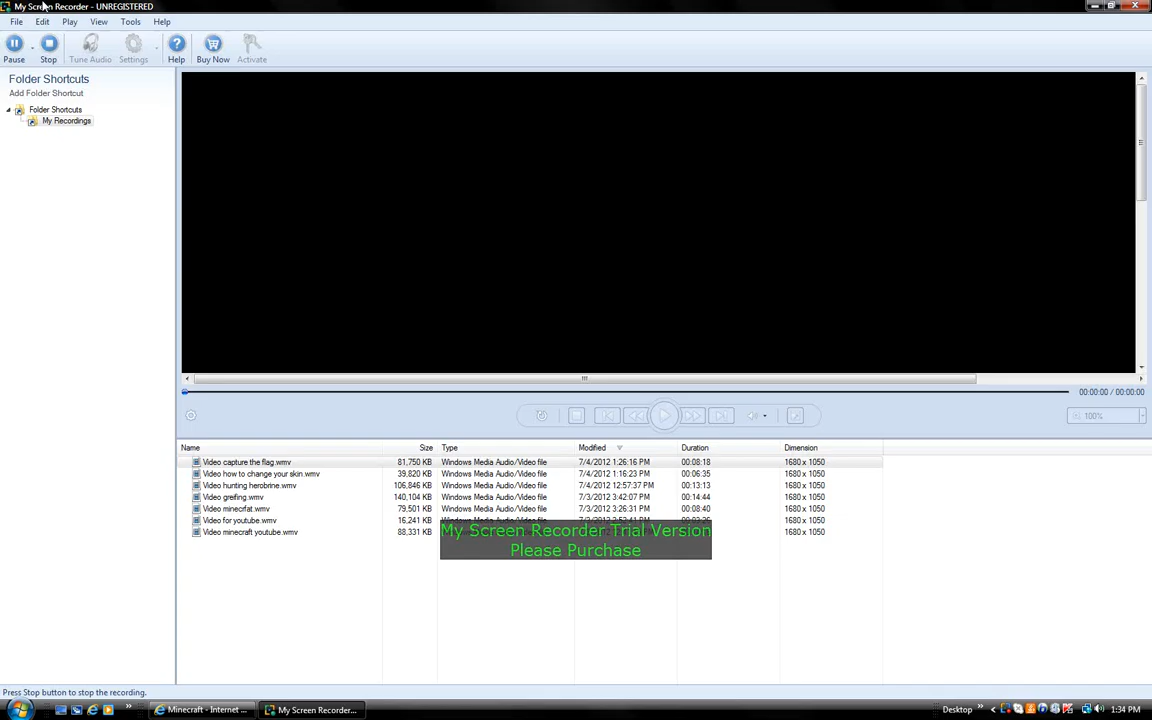 My Screen Recorder - UNREGISTERED
File Edit Play View Tools Help
Pause Stop Tune Audio Settings Help Buy Now Activate
Folder Shortcuts
Add Folder Shortcut
Folder Shortcuts
My Recordings
00:00:00 / 00:00:00
100%
Name Size Type Modified Duration Dimension
Video capture the flag.wmv 81,750 KB Windows Media Audio/Video file 7/4/2012 1:26:16 PM 00:08:18 1680 x 1050
Video how to change your skin.wmv 39,820 KB Windows Media Audio/Video file 7/4/2012 1:16:23 PM 00:06:35 1680 x 1050
Video hunting herobrine.wmv 106,846 KB Windows Media Audio/Video file 7/4/2012 12:57:37 PM 00:13:13 1680 x 1050
Video greifing.wmv 140,104 KB Windows Media Audio/Video file 7/3/2012 3:42:07 PM 00:14:44 1680 x 1050
Video minecrfat.wmv 79,501 KB Windows Media Audio/Video file 7/3/2012 3:26:31 PM 00:08:40 1680 x 1050
Video for youtube.wmv 16,241 KB Windows Media Audio/Video file 1680 x 1050
Video minecraft youtube.wmv 88,331 KB 1680 x 1050
My Screen Recorder Trial Version
Please Purchase
Press Stop button to stop the recording.
Minecraft - Internet ... My Screen Recorder... Desktop 1:34 PM